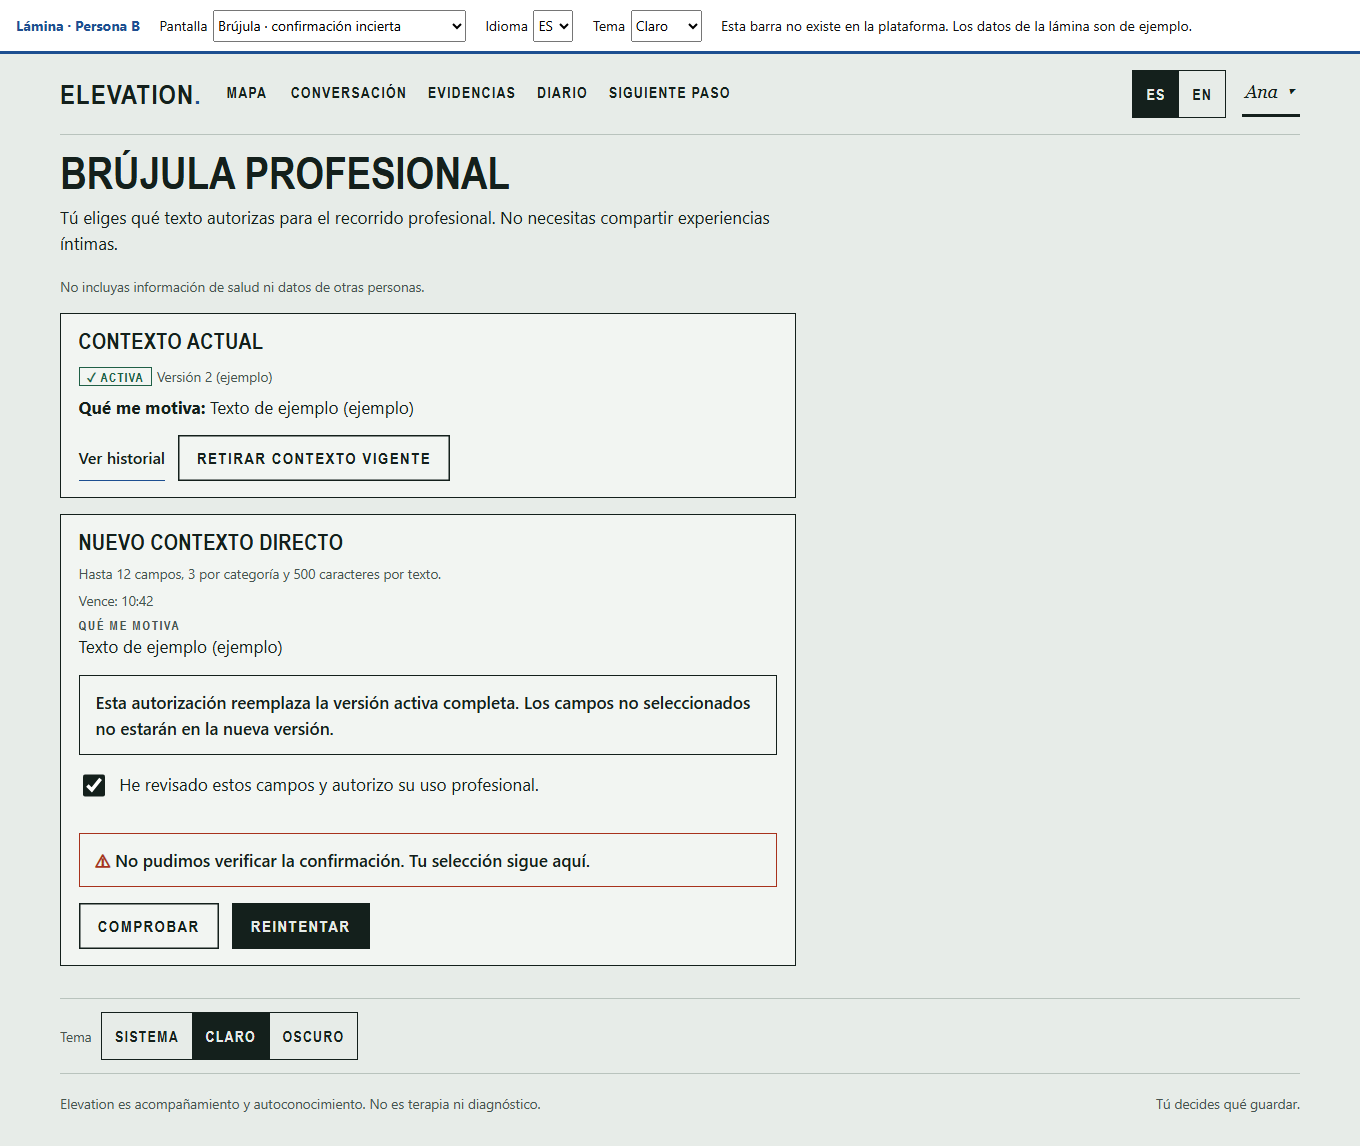 Lámina · Persona B Pantalla Brújula · confirmación incierta Idioma ES Tema Claro Esta barra no existe en la plataforma. Los datos de la lámina son de ejemplo.
ELEVATION. MAPA CONVERSACIÓN EVIDENCIAS DIARIO SIGUIENTE PASO ES EN Ana
BRÚJULA PROFESIONAL
Tú eliges qué texto autorizas para el recorrido profesional. No necesitas compartir experiencias
íntimas.
No incluyas información de salud ni datos de otras personas.
CONTEXTO ACTUAL
✓ ACTIVA Versión 2 (ejemplo)
Qué me motiva: Texto de ejemplo (ejemplo)
Ver historial RETIRAR CONTEXTO VIGENTE
NUEVO CONTEXTO DIRECTO
Hasta 12 campos, 3 por categoría y 500 caracteres por texto.
Vence: 10:42
QUÉ ME MOTIVA
Texto de ejemplo (ejemplo)
Esta autorización reemplaza la versión activa completa. Los campos no seleccionados
no estarán en la nueva versión.
He revisado estos campos y autorizo su uso profesional.
⚠ No pudimos verificar la confirmación. Tu selección sigue aquí.
COMPROBAR REINTENTAR
Tema SISTEMA CLARO OSCURO
Elevation es acompañamiento y autoconocimiento. No es terapia ni diagnóstico. Tú decides qué guardar.